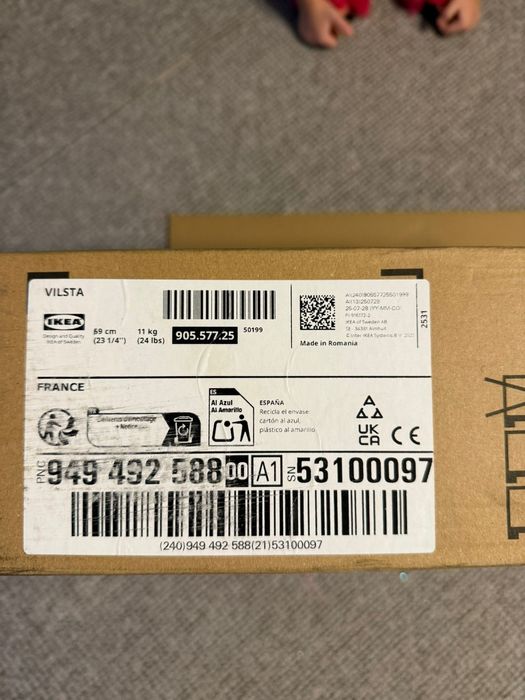 VILSTA
IKEA
Design and Quality
IKEA of Sweden
59 cm
(23 1/4")
11 kg
(24 lbs)
905.577.25
50199
Made in Romania
2531
FRANCE
+ Notice
ES
Al Azul
Al Amarillo
ESPAÑA
Recicla el envase:
cartón al azul,
plástico al amarillo
UK
CA
CE
PNC 949 492 588 00 A1 SN 53100097
(240)949 492 588(21)53100097